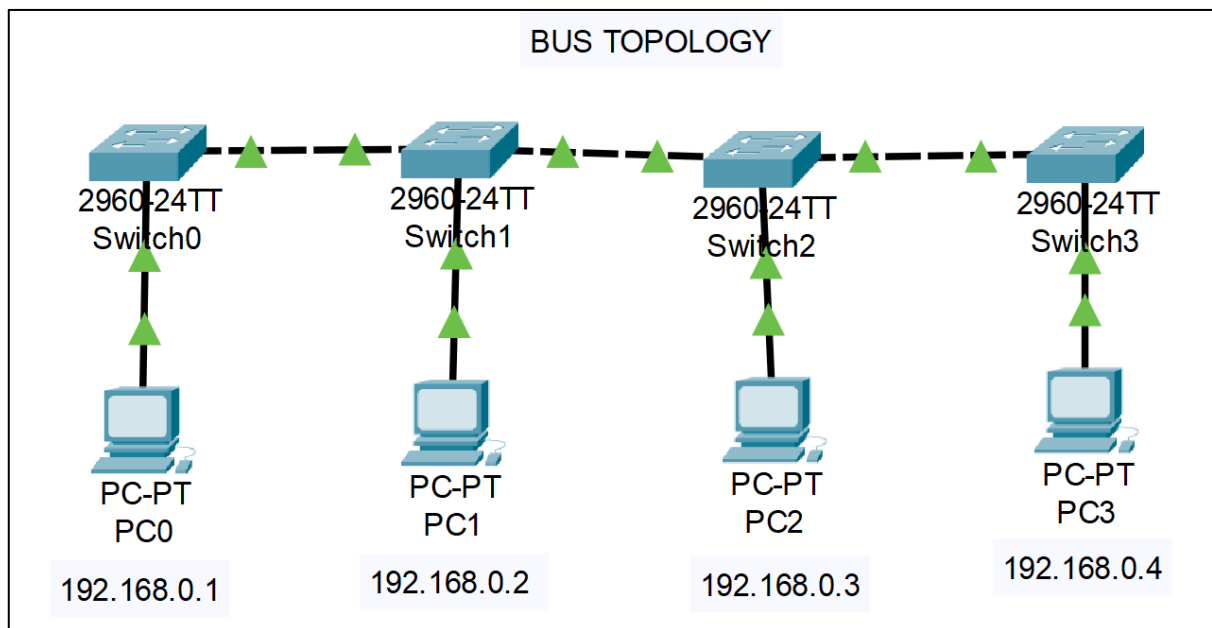 BUS TOPOLOGY
2960-24TT
Switch0
2960-24TT
Switch1
2960-24TT
Switch2
2960-24TT
Switch3
PC-PT
PC0
PC-PT
PC1
PC-PT
PC2
PC-PT
PC3
192.168.0.1
192.168.0.2
192.168.0.3
192.168.0.4